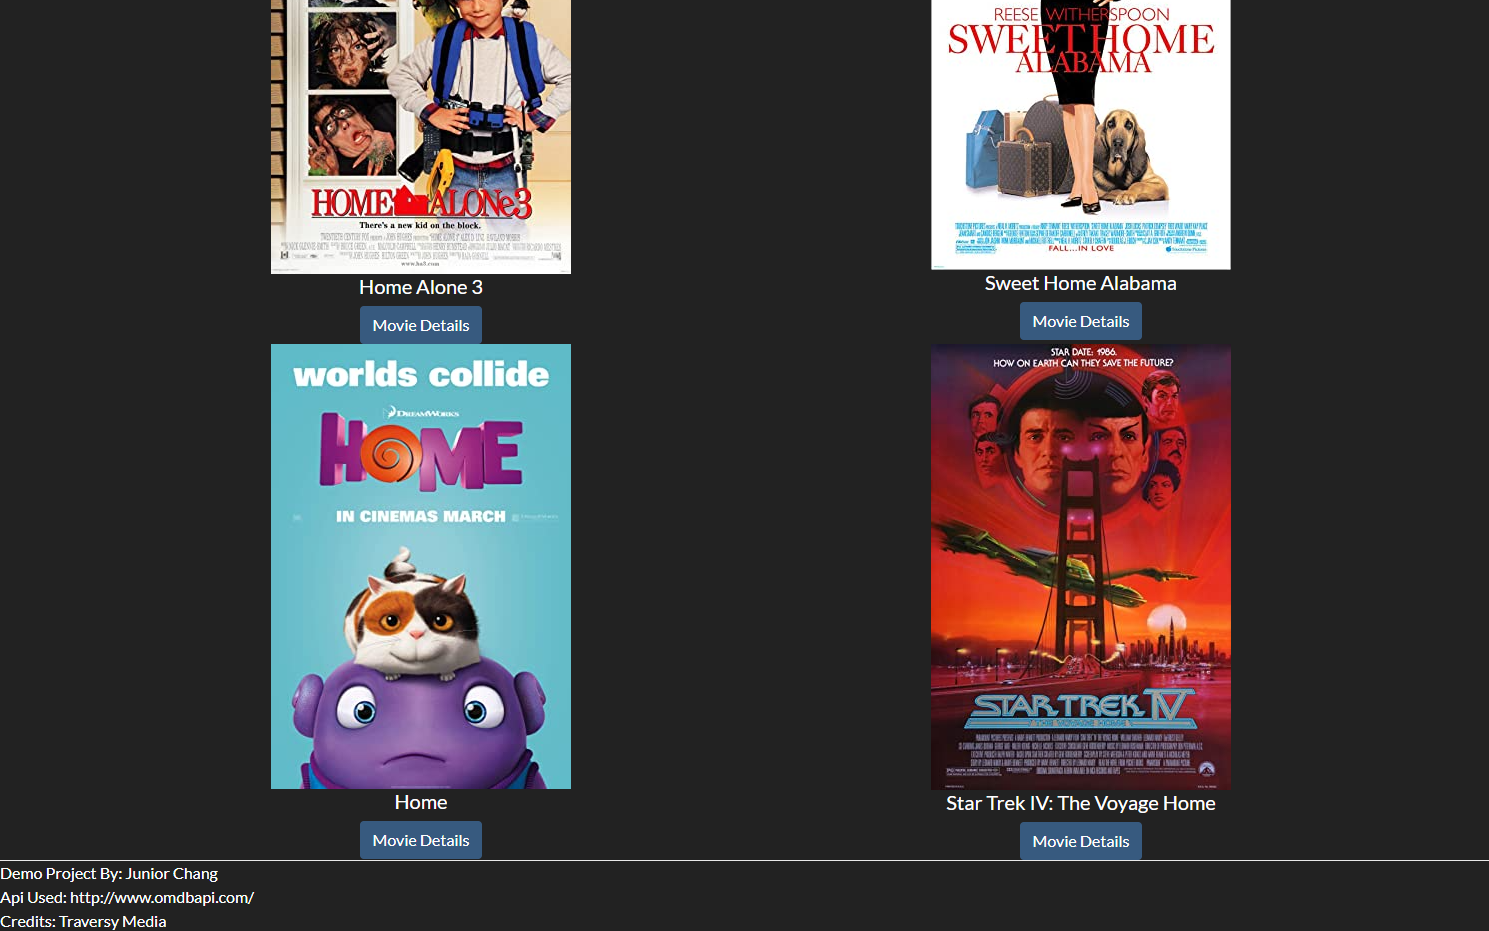 HOME ALONE 3
There's a new kid on the block.
www.ha3.com
Home Alone 3
Movie Details
REESE WITHERSPOON
SWEET HOME
ALABAMA
FALL...IN LOVE
Sweet Home Alabama
Movie Details
worlds collide
DREAMWORKS
HOME
IN CINEMAS MARCH
Home
Movie Details
STAR DATE: 1986.
HOW ON EARTH CAN THEY SAVE THE FUTURE?
STAR TREK IV
THE VOYAGE HOME
Star Trek IV: The Voyage Home
Movie Details
Demo Project By: Junior Chang
Api Used: http://www.omdbapi.com/
Credits: Traversy Media